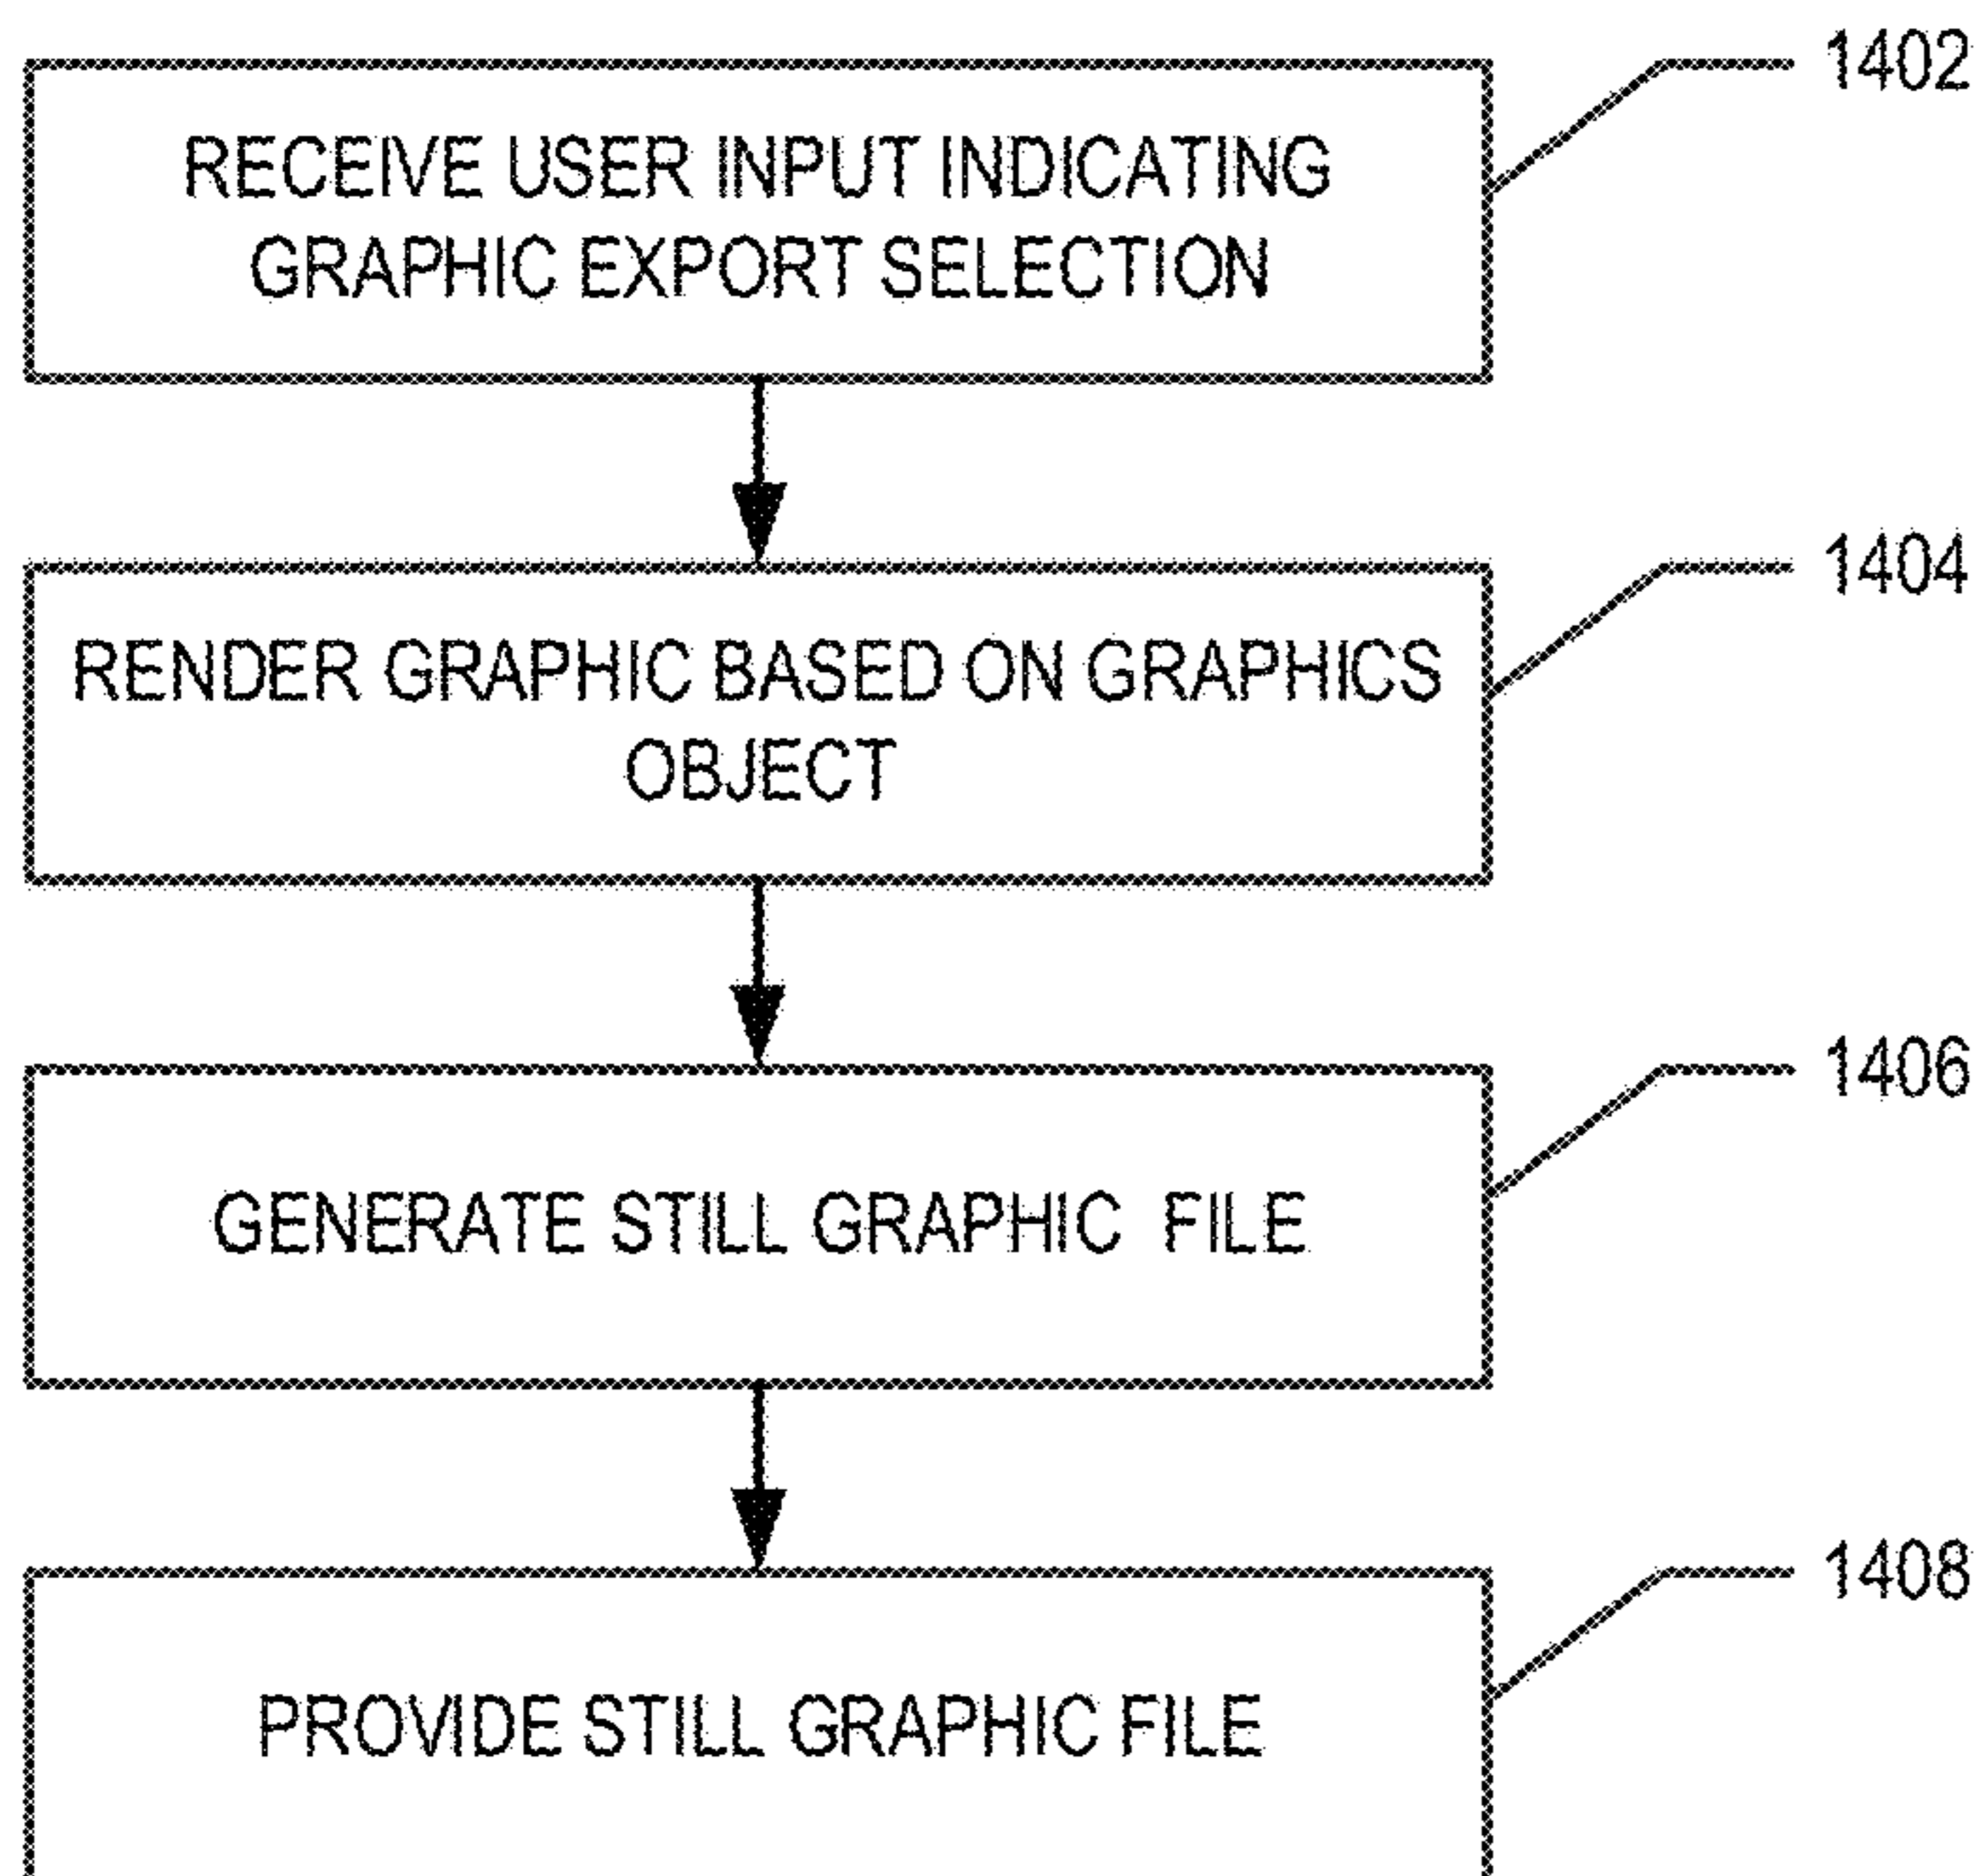 1402
RECEIVE USER INPUT INDICATING
GRAPHIC EXPORT SELECTION
1404
RENDER GRAPHIC BASED ON GRAPHICS
OBJECT
1406
GENERATE STILL GRAPHIC FILE
1408
PROVIDE STILL GRAPHIC FILE